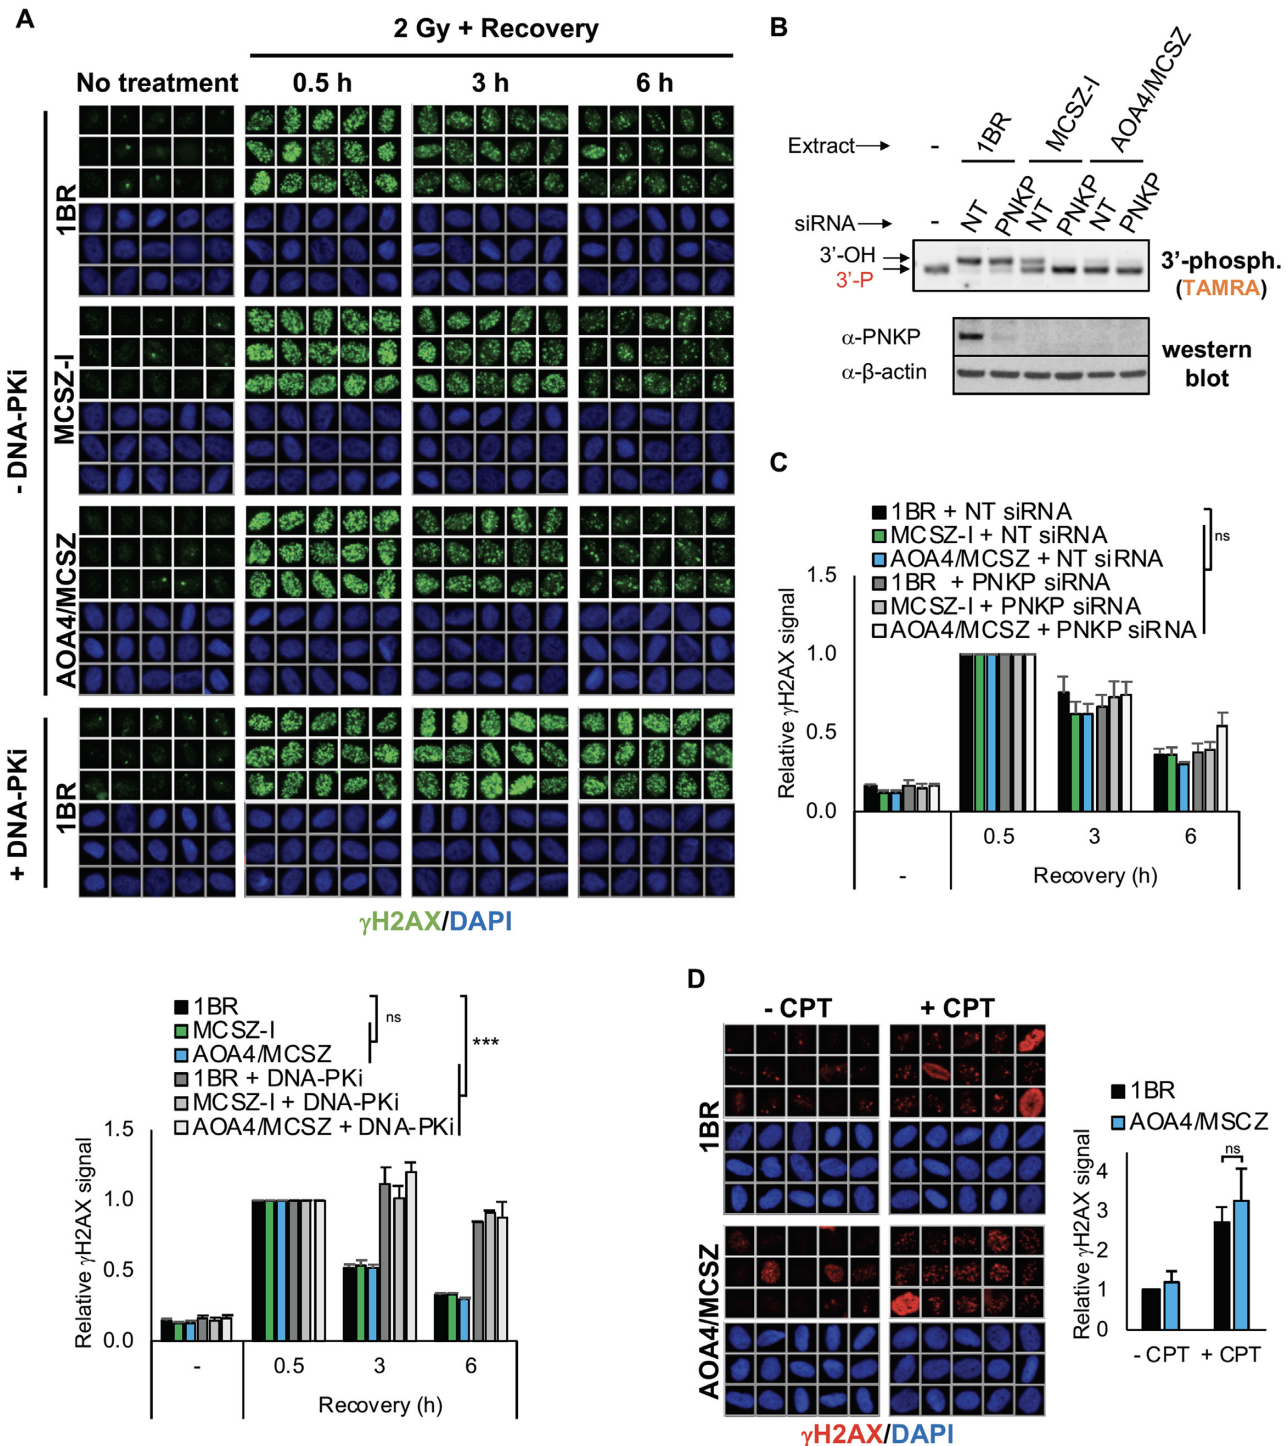 A
2 Gy + Recovery
No treatment
0.5 h
3 h
6 h
- DNA-PKi
1BR
MCSZ-I
AOA4/MCSZ
+ DNA-PKi
1BR
γH2AX/DAPI
1BR
MCSZ-I
AOA4/MCSZ
1BR + DNA-PKi
MCSZ-I + DNA-PKi
AOA4/MCSZ + DNA-PKi
ns
***
Relative γH2AX signal
1.5
1.0
0.5
0.0
-
0.5
3
6
Recovery (h)
B
Extract
-
1BR
MCSZ-I
AOA4/MCSZ
siRNA
-
NT
PNKP
NT
PNKP
NT
PNKP
3'-OH
3'-P
3'-phosph.
(TAMRA)
α-PNKP
α-β-actin
western
blot
C
1BR + NT siRNA
MCSZ-I + NT siRNA
AOA4/MCSZ + NT siRNA
1BR + PNKP siRNA
MCSZ-I + PNKP siRNA
AOA4/MCSZ + PNKP siRNA
ns
Relative γH2AX signal
1.5
1.0
0.5
0.0
-
0.5
3
6
Recovery (h)
D
- CPT
+ CPT
1BR
AOA4/MCSZ
γH2AX/DAPI
1BR
AOA4/MSCZ
ns
Relative γH2AX signal
4
3
2
1
0
- CPT
+ CPT